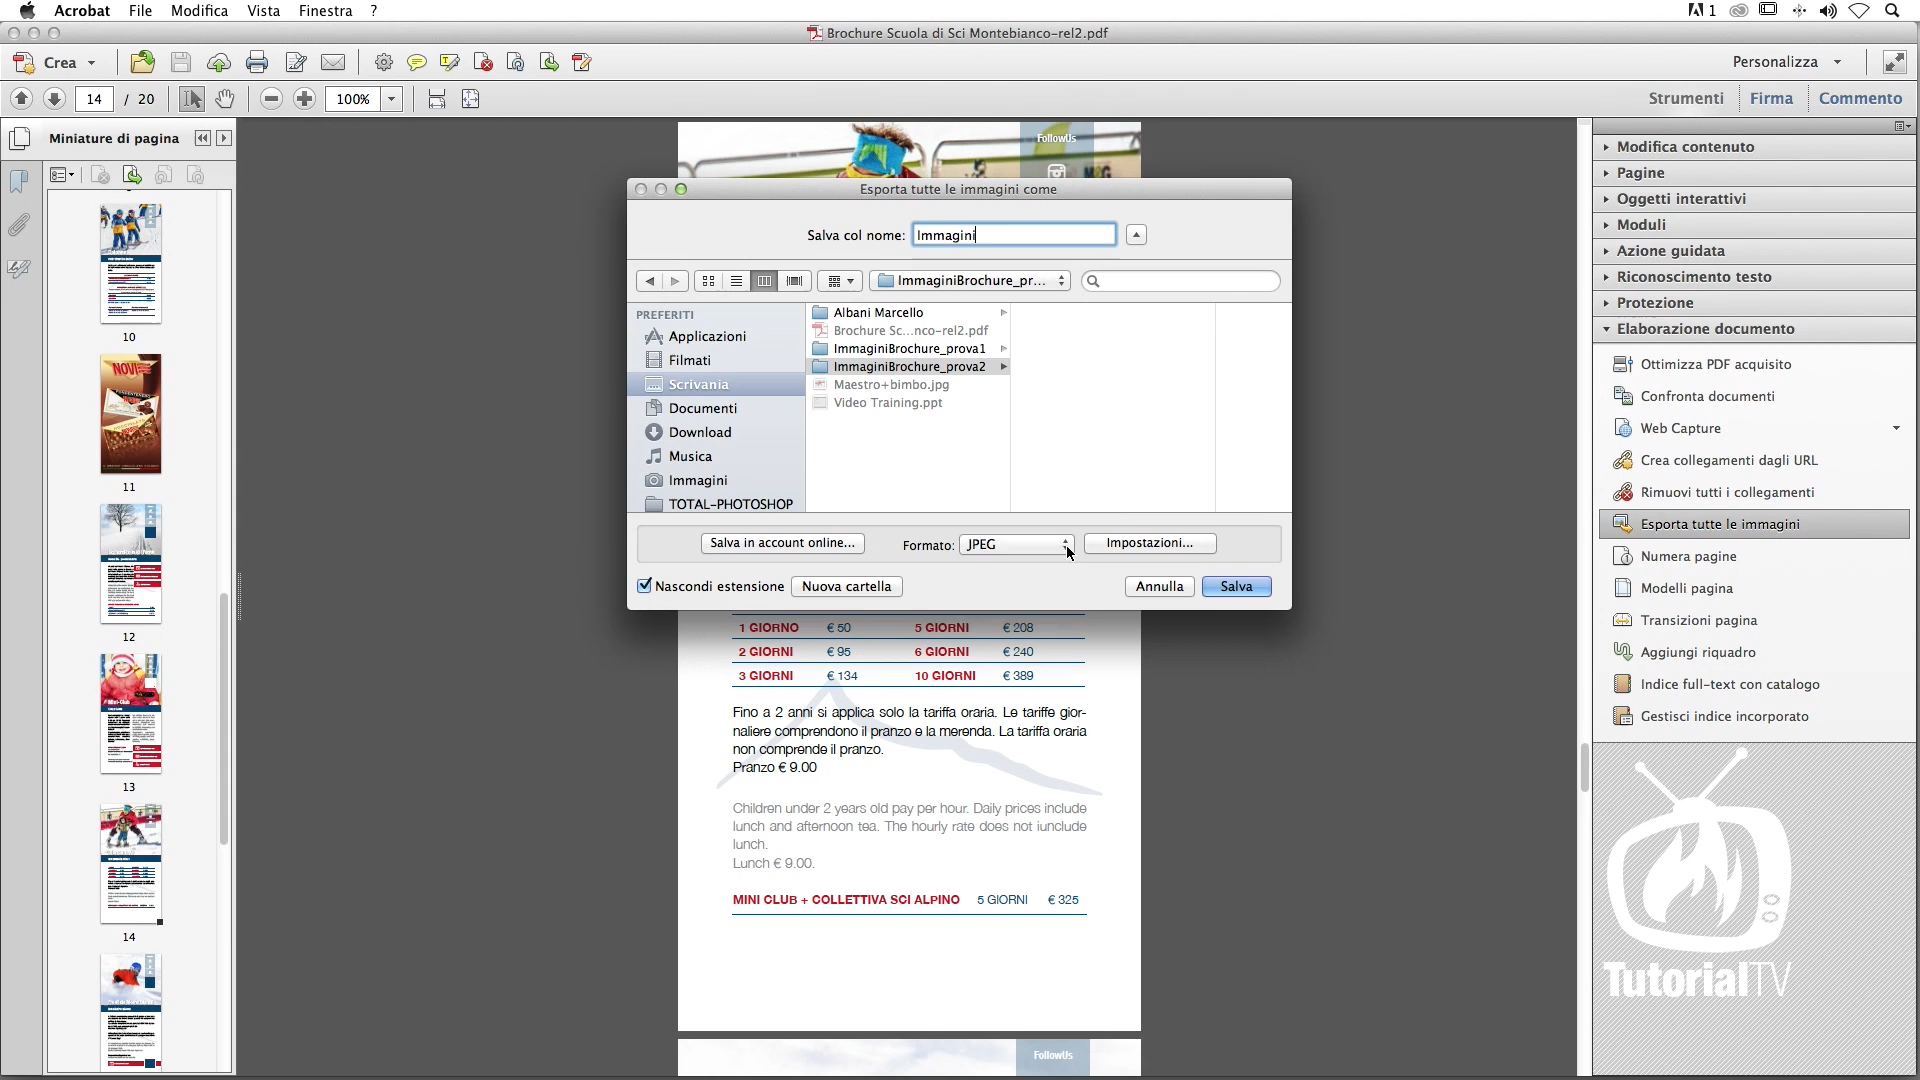 Acrobat File Modifica Vista Finestra ?
1
Brochure Scuola di Sci Montebianco-rel2.pdf
Crea
Personalizza
14 / 20
100%
Strumenti Firma Commento
Miniature di pagina
10
NOVI
11
12
13
14
FollowUs
Esporta tutte le immagini come
Salva col nome: Immagini
ImmaginiBrochure_pr...
PREFERITI
Applicazioni
Filmati
Scrivania
Documenti
Download
Musica
Immagini
TOTAL-PHOTOSHOP
Albani Marcello
Brochure Sc...nco-rel2.pdf
ImmaginiBrochure_prova1
ImmaginiBrochure_prova2
Maestro+bimbo.jpg
Video Training.ppt
Salva in account online...
Formato: JPEG
Impostazioni...
Nascondi estensione
Nuova cartella
Annulla
Salva
1 GIORNO € 50 5 GIORNI € 208
2 GIORNI € 95 6 GIORNI € 240
3 GIORNI € 134 10 GIORNI € 389
Fino a 2 anni si applica solo la tariffa oraria. Le tariffe gior-
naliere comprendono il pranzo e la merenda. La tariffa oraria
non comprende il pranzo.
Pranzo € 9.00
Children under 2 years old pay per hour. Daily prices include
lunch and afternoon tea. The hourly rate does not iunclude
lunch.
Lunch € 9.00.
MINI CLUB + COLLETTIVA SCI ALPINO 5 GIORNI € 325
FollowUs
Modifica contenuto
Pagine
Oggetti interattivi
Moduli
Azione guidata
Riconoscimento testo
Protezione
Elaborazione documento
Ottimizza PDF acquisito
Confronta documenti
Web Capture
Crea collegamenti dagli URL
Rimuovi tutti i collegamenti
Esporta tutte le immagini
Numera pagine
Modelli pagina
Transizioni pagina
Aggiungi riquadro
Indice full-text con catalogo
Gestisci indice incorporato
TutorialTV